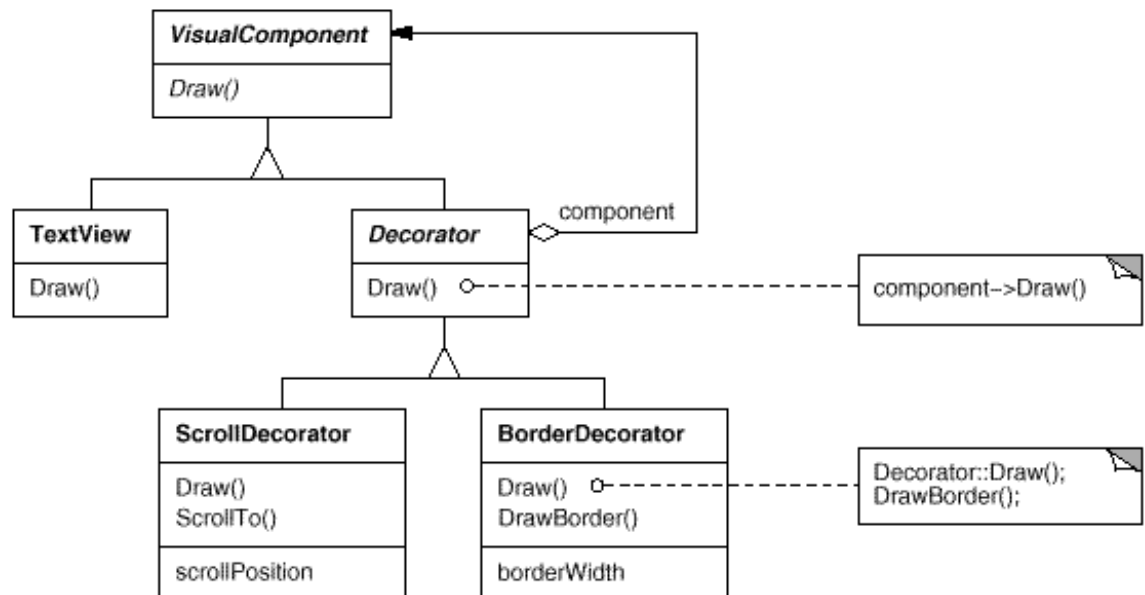 VisualComponent
Draw()
TextView
Draw()
Decorator
Draw()
component
component–>Draw()
ScrollDecorator
Draw()
ScrollTo()
scrollPosition
BorderDecorator
Draw()
DrawBorder()
borderWidth
Decorator::Draw();
DrawBorder();